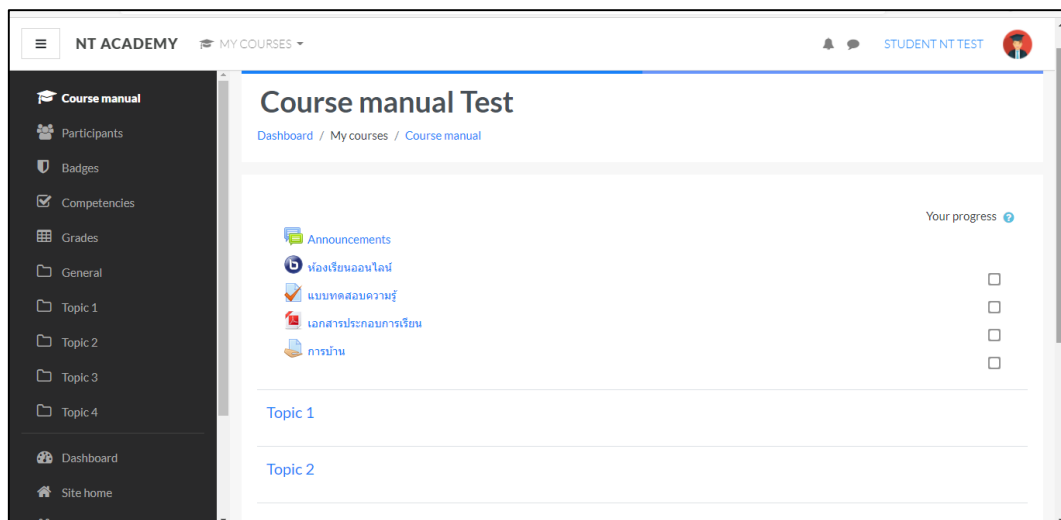 NT ACADEMY MY COURSES STUDENT NT TEST
Course manual
Participants
Badges
Competencies
Grades
General
Topic 1
Topic 2
Topic 3
Topic 4
Dashboard
Site home
Course manual Test
Dashboard / My courses / Course manual
Your progress
Announcements
ห้องเรียนออนไลน์
แบบทดสอบความรู้
เอกสารประกอบการเรียน
การบ้าน
Topic 1
Topic 2